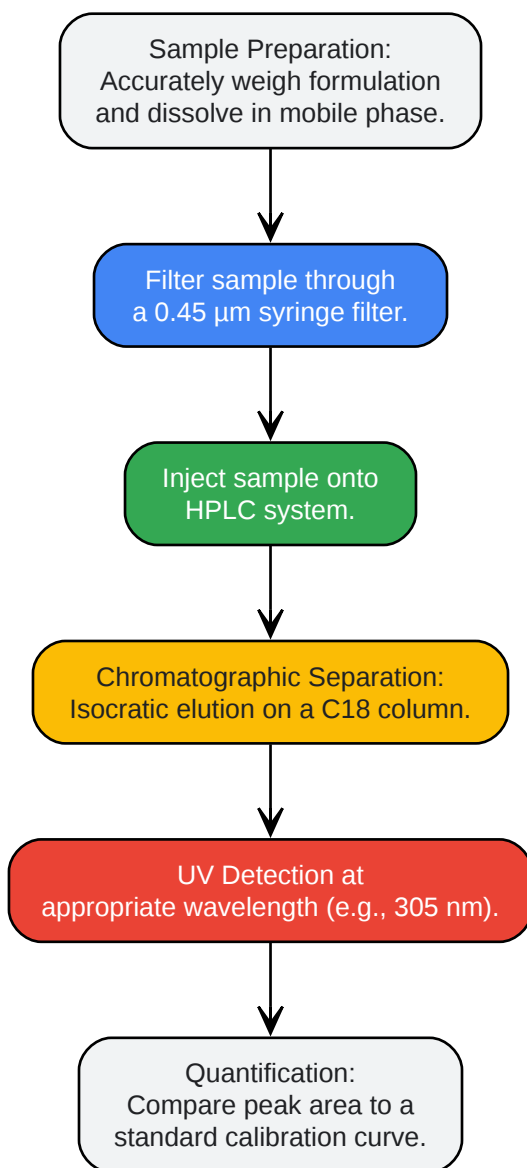 Sample Preparation:
Accurately weigh formulation
and dissolve in mobile phase.
Filter sample through
a 0.45 µm syringe filter.
Inject sample onto
HPLC system.
Chromatographic Separation:
Isocratic elution on a C18 column.
UV Detection at
appropriate wavelength (e.g., 305 nm).
Quantification:
Compare peak area to a
standard calibration curve.